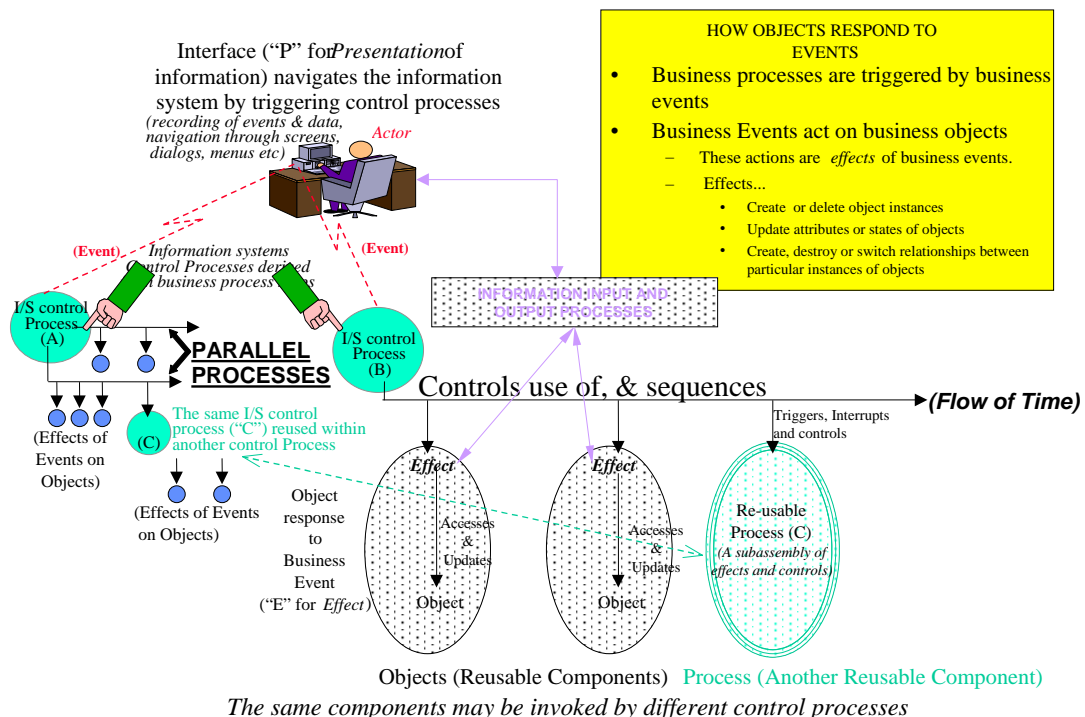 Interface (“P” for Presentation of
information) navigates the information
system by triggering control processes
(recording of events & data,
navigation through screens,
dialogs, menus etc)
Actor
HOW OBJECTS RESPOND TO
EVENTS
• Business processes are triggered by business
events
• Business Events act on business objects
– These actions are effects of business events.
– Effects...
• Create or delete object instances
• Update attributes or states of objects
• Create, destroy or switch relationships between
particular instances of objects
(Event)
(Event)
Information systems
Control Processes derived
business process
INFORMATION INPUT AND
OUTPUT PROCESSES
I/S control
Process
(A)
I/S control
Process
(B)
PARALLEL
PROCESSES
Controls use of, & sequences
(Flow of Time)
Triggers, Interrupts
and controls
(C)
The same I/S control
process (“C”) reused within
another control Process
(Effects of
Events on
Objects)
(Effects of Events
on Objects)
Object
response
to
Business
Event
(“E” for Effect)
Effect
Accesses
&
Updates
Object
Effect
Accesses
&
Updates
Object
Re-usable
Process (C)
(A subassembly of
effects and controls)
Objects (Reusable Components)
Process (Another Reusable Component)
The same components may be invoked by different control processes